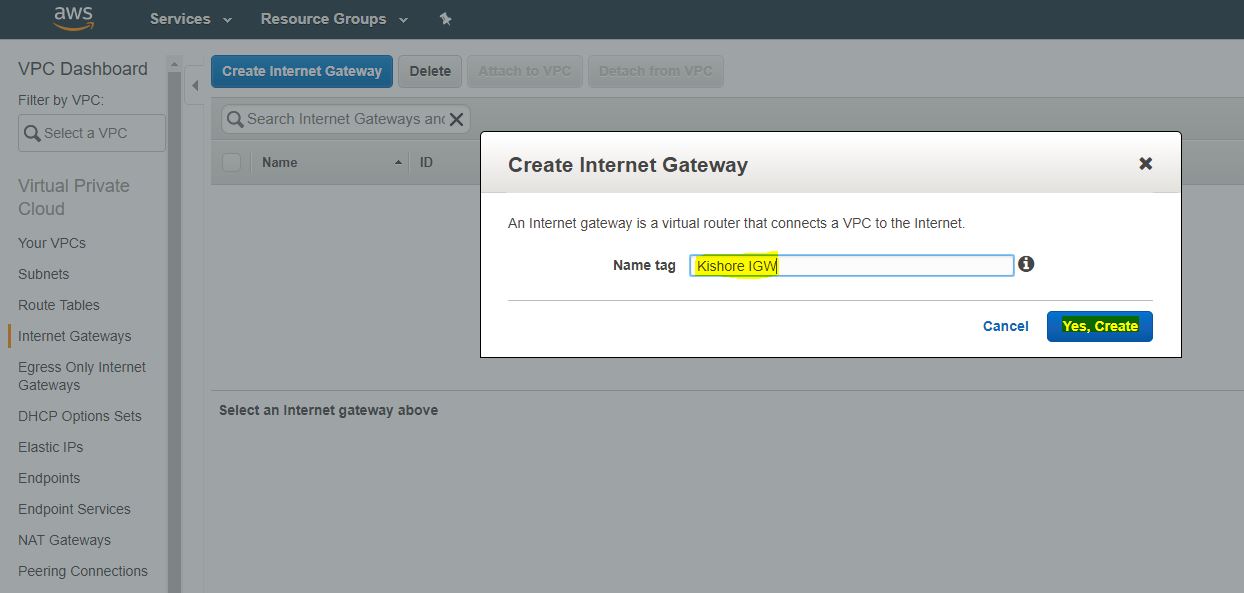 aws
Services
Resource Groups
VPC Dashboard
Filter by VPC:
Select a VPC
Virtual Private
Cloud
Your VPCs
Subnets
Route Tables
Internet Gateways
Egress Only Internet
Gateways
DHCP Options Sets
Elastic IPs
Endpoints
Endpoint Services
NAT Gateways
Peering Connections
Create Internet Gateway
Delete
Attach to VPC
Detach from VPC
Search Internet Gateways and
Name
ID
Create Internet Gateway
An Internet gateway is a virtual router that connects a VPC to the Internet.
Name tag
Kishore IGW
Cancel
Yes, Create
Select an Internet gateway above